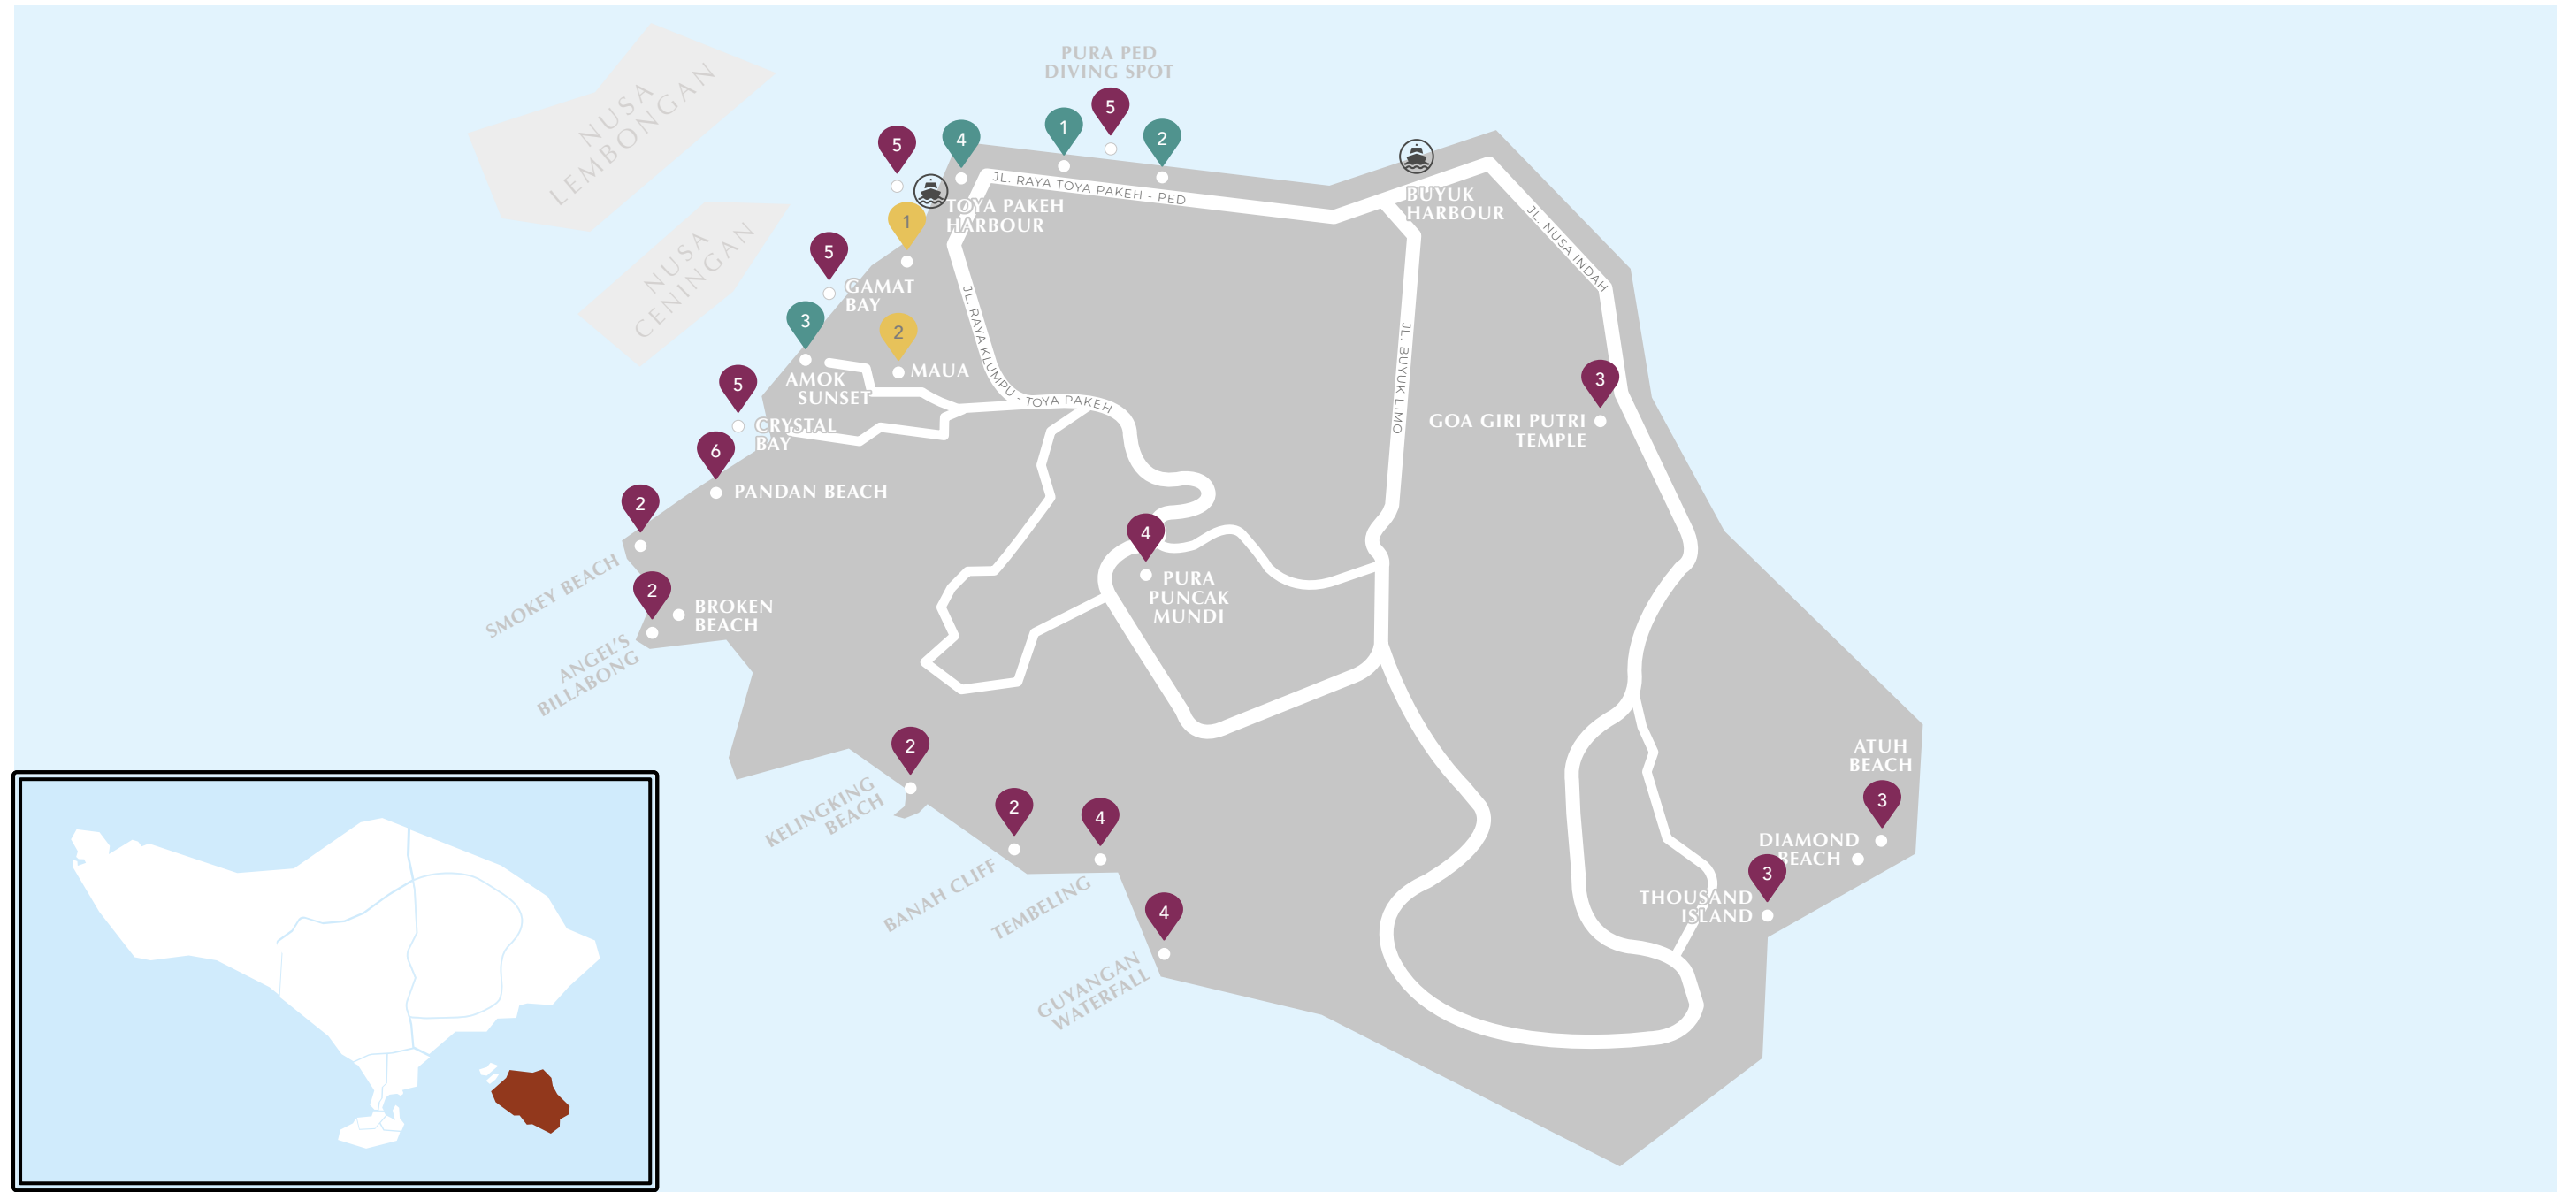 PURA PED
DIVING SPOT
NUSA
LEMBONGAN
5
5
4
1
2
JL. RAYA TOYA PAKEH - PED
TOYA PAKEH
HARBOUR
BUYUK
HARBOUR
JL. NUSA INDAH
NUSA
CENINGAN
1
5
GAMAT
BAY
3
2
MAUA
AMOK
SUNSET
JL. RAYA KLUMPU - TOYA PAKEH
JL. BUYUK LIMO
3
GOA GIRI PUTRI
TEMPLE
5
CRYSTAL
BAY
6
PANDAN BEACH
2
SMOKEY BEACH
4
PURA
PUNCAK
MUNDI
2
BROKEN
BEACH
ANGEL'S
BILLABONG
2
KELINGKING
BEACH
2
BANAH CLIFF
4
TEMBELING
4
GUYANGAN
WATERFALL
ATUH
BEACH
3
DIAMOND
BEACH
3
THOUSAND
ISLAND